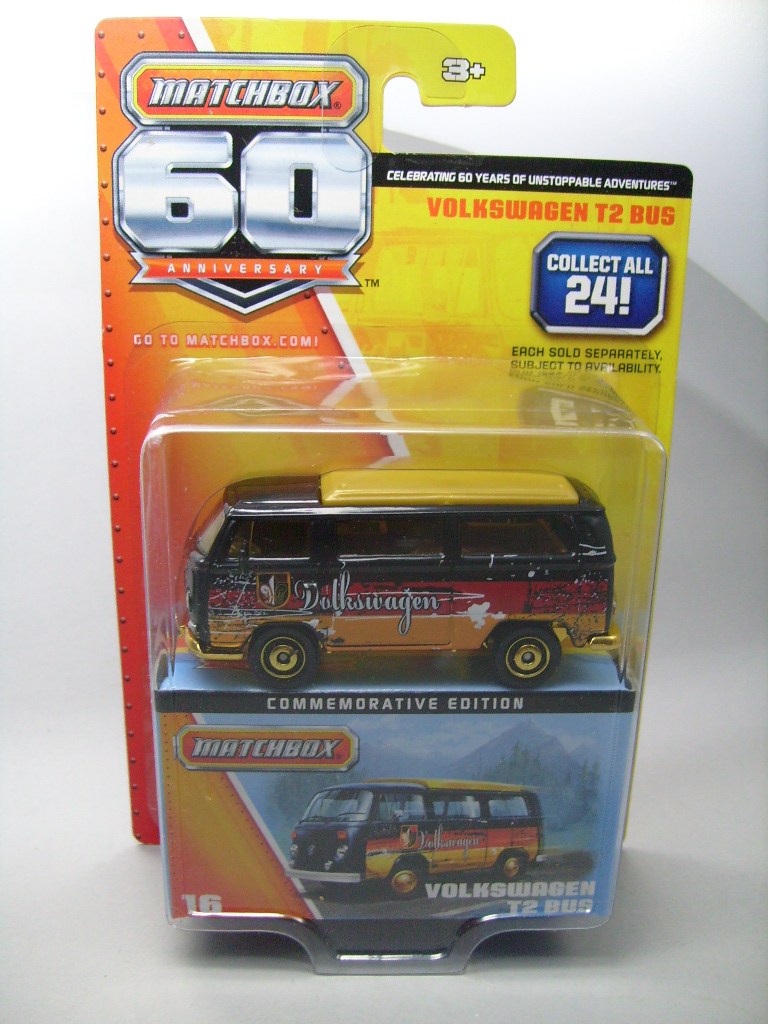 3+
MATCHBOX®
60
ANNIVERSARY™
CELEBRATING 60 YEARS OF UNSTOPPABLE ADVENTURES™
VOLKSWAGEN T2 BUS
COLLECT ALL
24!
GO TO MATCHBOX.COM!
EACH SOLD SEPARATELY,
SUBJECT TO AVAILABILITY.
Volkswagen
COMMEMORATIVE EDITION
MATCHBOX
Volkswagen
16
VOLKSWAGEN
T2 BUS